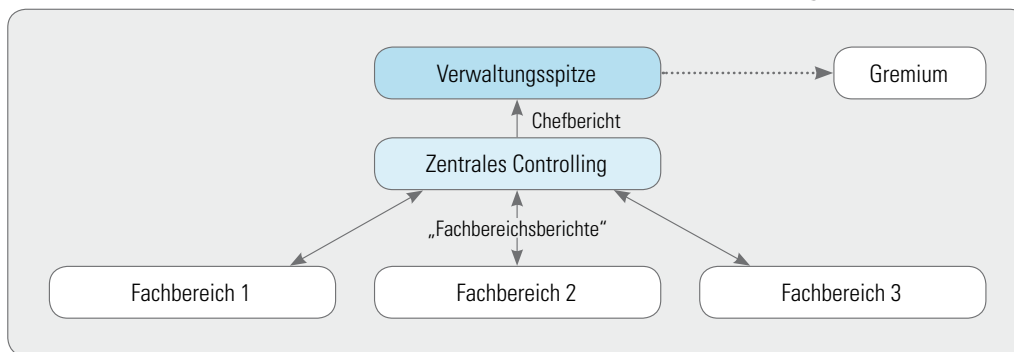 Verwaltungsspitze
Gremium
Chefbericht
Zentrales Controlling
„Fachbereichsberichte“
Fachbereich 1
Fachbereich 2
Fachbereich 3